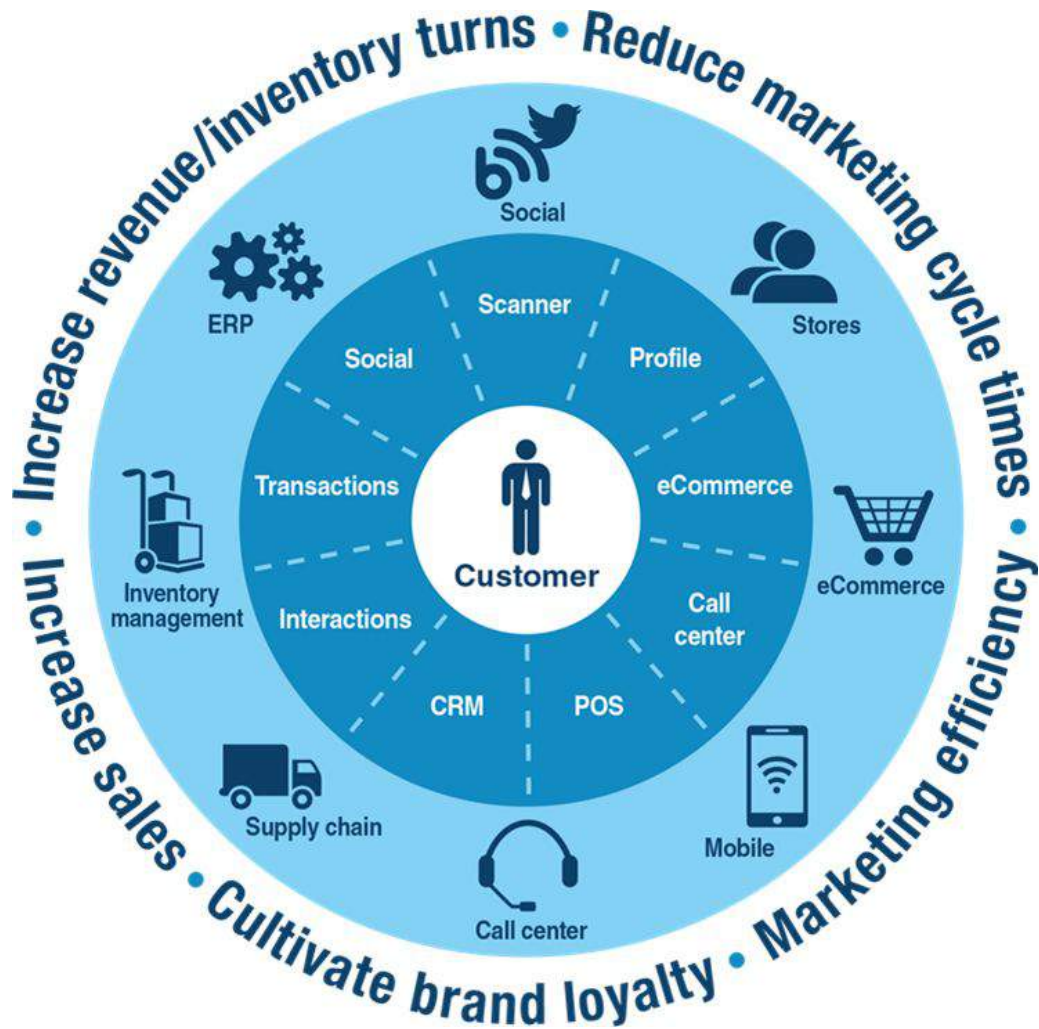 Increase revenue/inventory turns • Reduce marketing cycle times • Marketing efficiency • Cultivate brand loyalty • Increase sales •
Social
Stores
eCommerce
Mobile
Call center
Supply chain
Inventory
management
ERP
Scanner
Profile
eCommerce
Call
center
POS
CRM
Interactions
Transactions
Social
Customer